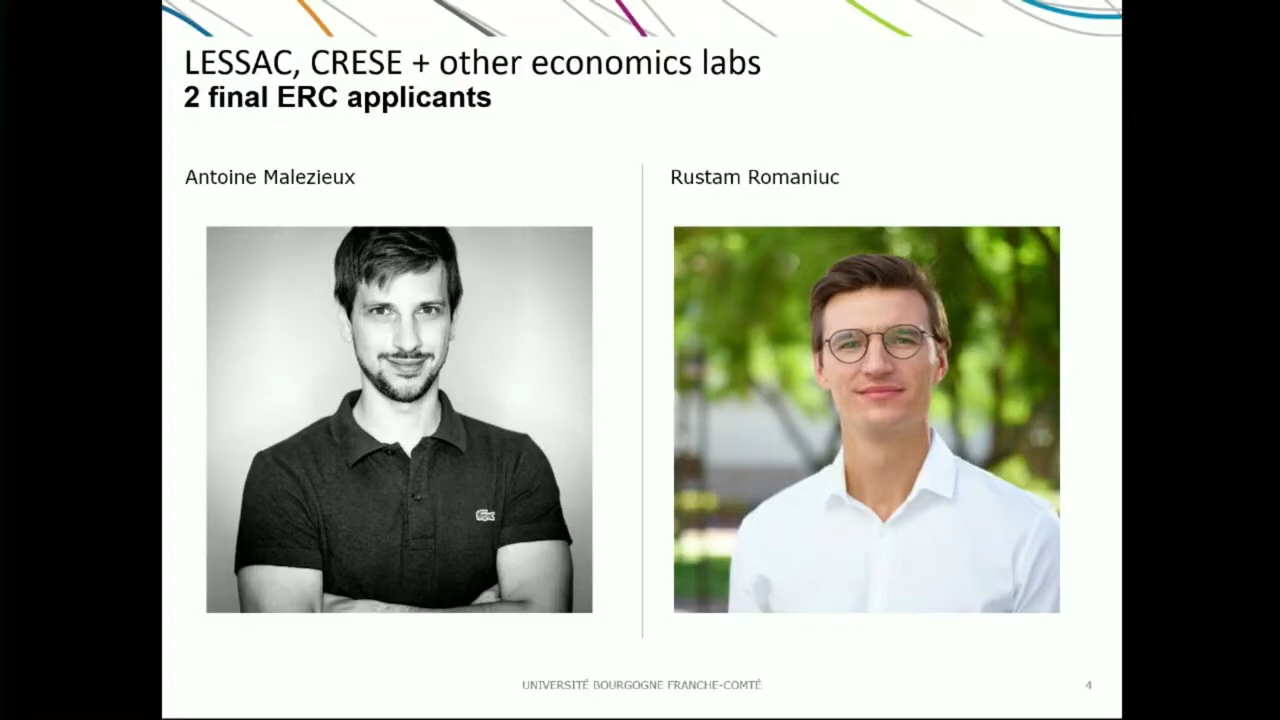 LESSAC, CRESE + other economics labs
2 final ERC applicants
Antoine Malezieux
Rustam Romaniuc
UNIVERSITÉ BOURGOGNE FRANCHE-COMTÉ
4